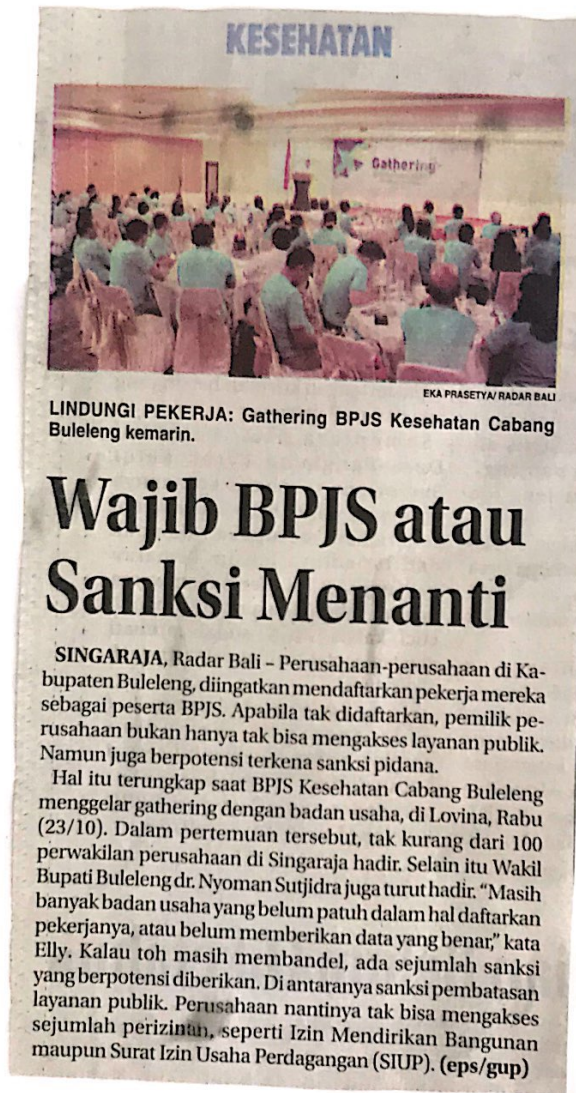 KESEHATAN
Gathering
EKA PRASETYA/ RADAR BALI
LINDUNGI PEKERJA: Gathering BPJS Kesehatan Cabang
Buleleng kemarin.
Wajib BPJS atau
Sanksi Menanti
SINGARAJA, Radar Bali – Perusahaan-perusahaan di Ka-
bupaten Buleleng, diingatkan mendaftarkan pekerja mereka
sebagai peserta BPJS. Apabila tak didaftarkan, pemilik pe-
rusahaan bukan hanya tak bisa mengakses layanan publik.
Namun juga berpotensi terkena sanksi pidana.
Hal itu terungkap saat BPJS Kesehatan Cabang Buleleng
menggelar gathering dengan badan usaha, di Lovina, Rabu
(23/10). Dalam pertemuan tersebut, tak kurang dari 100
perwakilan perusahaan di Singaraja hadir. Selain itu Wakil
Bupati Buleleng dr. Nyoman Sutjidra juga turut hadir. “Masih
banyak badan usaha yang belum patuh dalam hal daftarkan
pekerjanya, atau belum memberikan data yang benar,” kata
Elly. Kalau toh masih membandel, ada sejumlah sanksi
yang berpotensi diberikan. Di antaranya sanksi pembatasan
layanan publik. Perusahaan nantinya tak bisa mengakses
sejumlah perizinan, seperti Izin Mendirikan Bangunan
maupun Surat Izin Usaha Perdagangan (SIUP). (eps/gup)